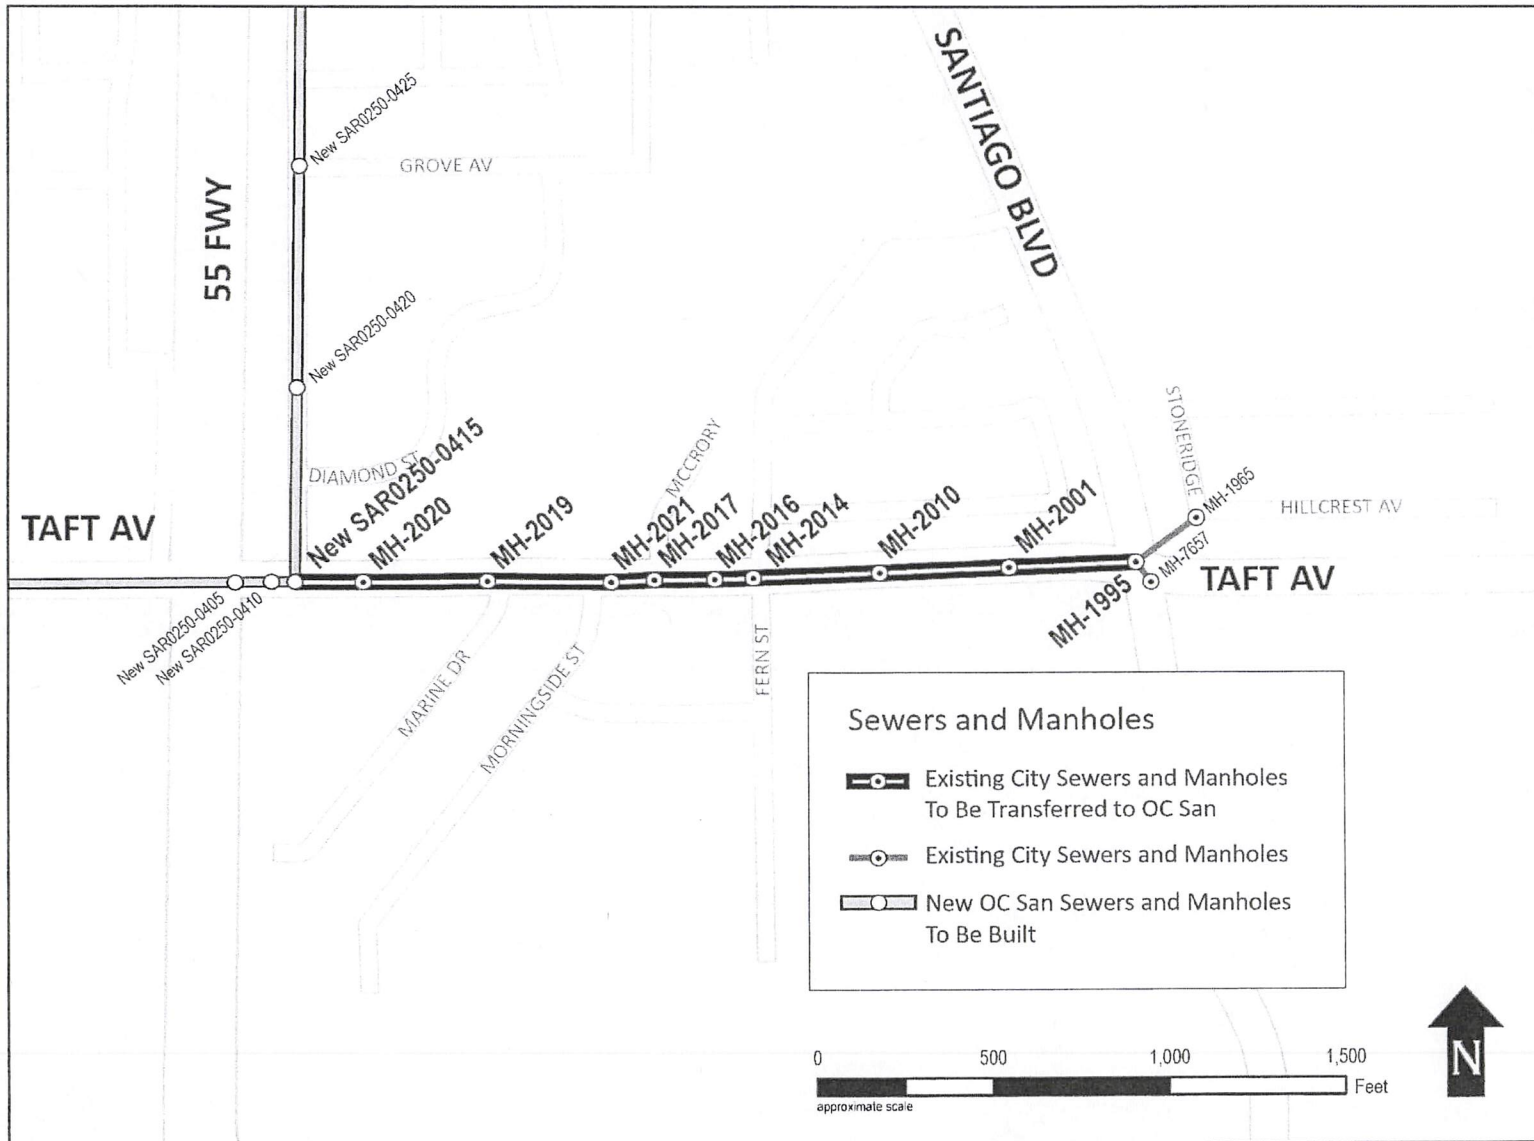 New SAR0250-0425
GROVE AV
55 FWY
SANTIAGO BLVD
New SAR0250-0420
DIAMOND ST
New SAR0250-0415
MCCRORY
STONERIDGE
MH-1965
HILLCREST AV
TAFT AV
MH-2020
MH-2019
MH-2021
MH-2017
MH-2016
MH-2014
MH-2010
MH-2001
MH-7657
TAFT AV
MH-1995
New SAR0250-0405
New SAR0250-0410
MARINE DR
MORNINGSIDE ST
FERN ST
Sewers and Manholes
Existing City Sewers and Manholes
To Be Transferred to OC San
Existing City Sewers and Manholes
New OC San Sewers and Manholes
To Be Built
0 500 1,000 1,500
Feet
approximate scale
N